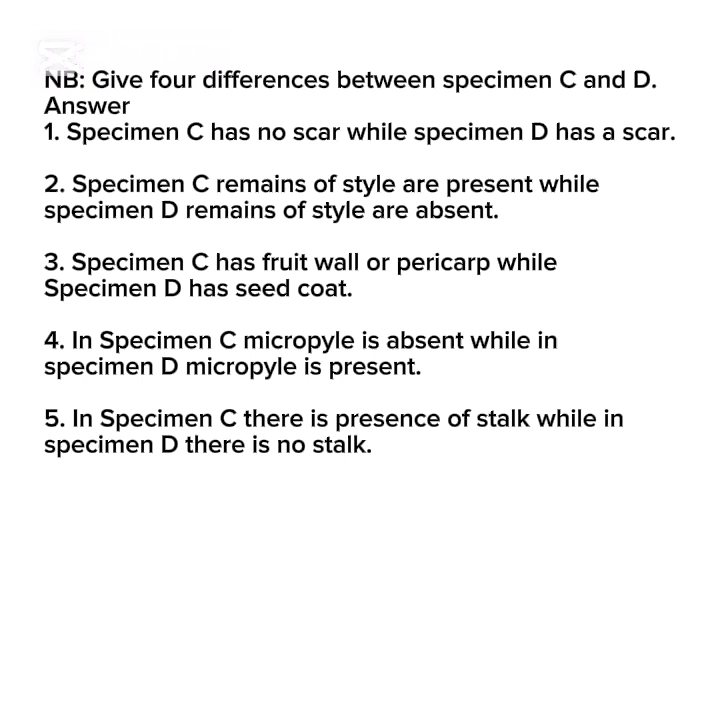 NB: Give four differences between specimen C and D.
Answer
1. Specimen C has no scar while specimen D has a scar.
2. Specimen C remains of style are present while
specimen D remains of style are absent.
3. Specimen C has fruit wall or pericarp while
Specimen D has seed coat.
4. In Specimen C micropyle is absent while in
specimen D micropyle is present.
5. In Specimen C there is presence of stalk while in
specimen D there is no stalk.